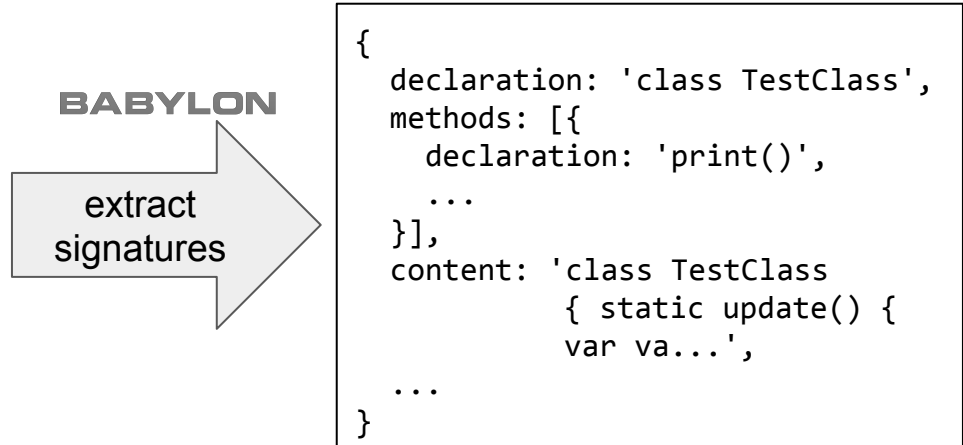 BABYLON
extract
signatures
{
  declaration: 'class TestClass',
  methods: [{
    declaration: 'print()',
    ...
  }],
  content: 'class TestClass
            { static update() {
            var va...',
  ...
}